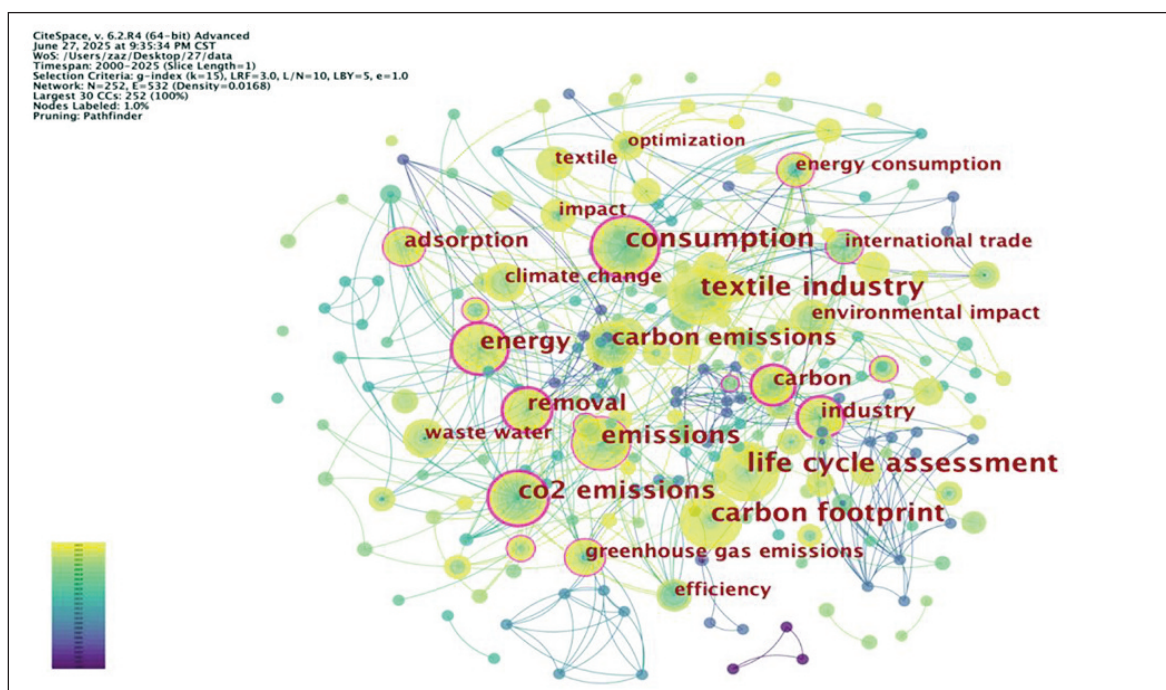 CiteSpace, v. 6.2.R4 (64-bit) Advanced
June 27, 2025 at 9:35:34 PM CST
WoS: /Users/zaz/Desktop/27/data
Timespan: 2000-2025 (Slice Length=1)
Selection Criteria: g-index (k=15), LRF=3.0, L/N=10, LBY=5, e=1.0
Network: N=252, E=532 (Density=0.0168)
Largest 30 CCs: 252 (100%)
Nodes Labeled: 1.0%
Pruning: Pathfinder
optimization
textile
energy consumption
impact
adsorption
consumption
international trade
climate change
textile industry
environmental impact
energy
carbon emissions
carbon
removal
industry
waste water
emissions
life cycle assessment
co2 emissions
carbon footprint
greenhouse gas emissions
efficiency